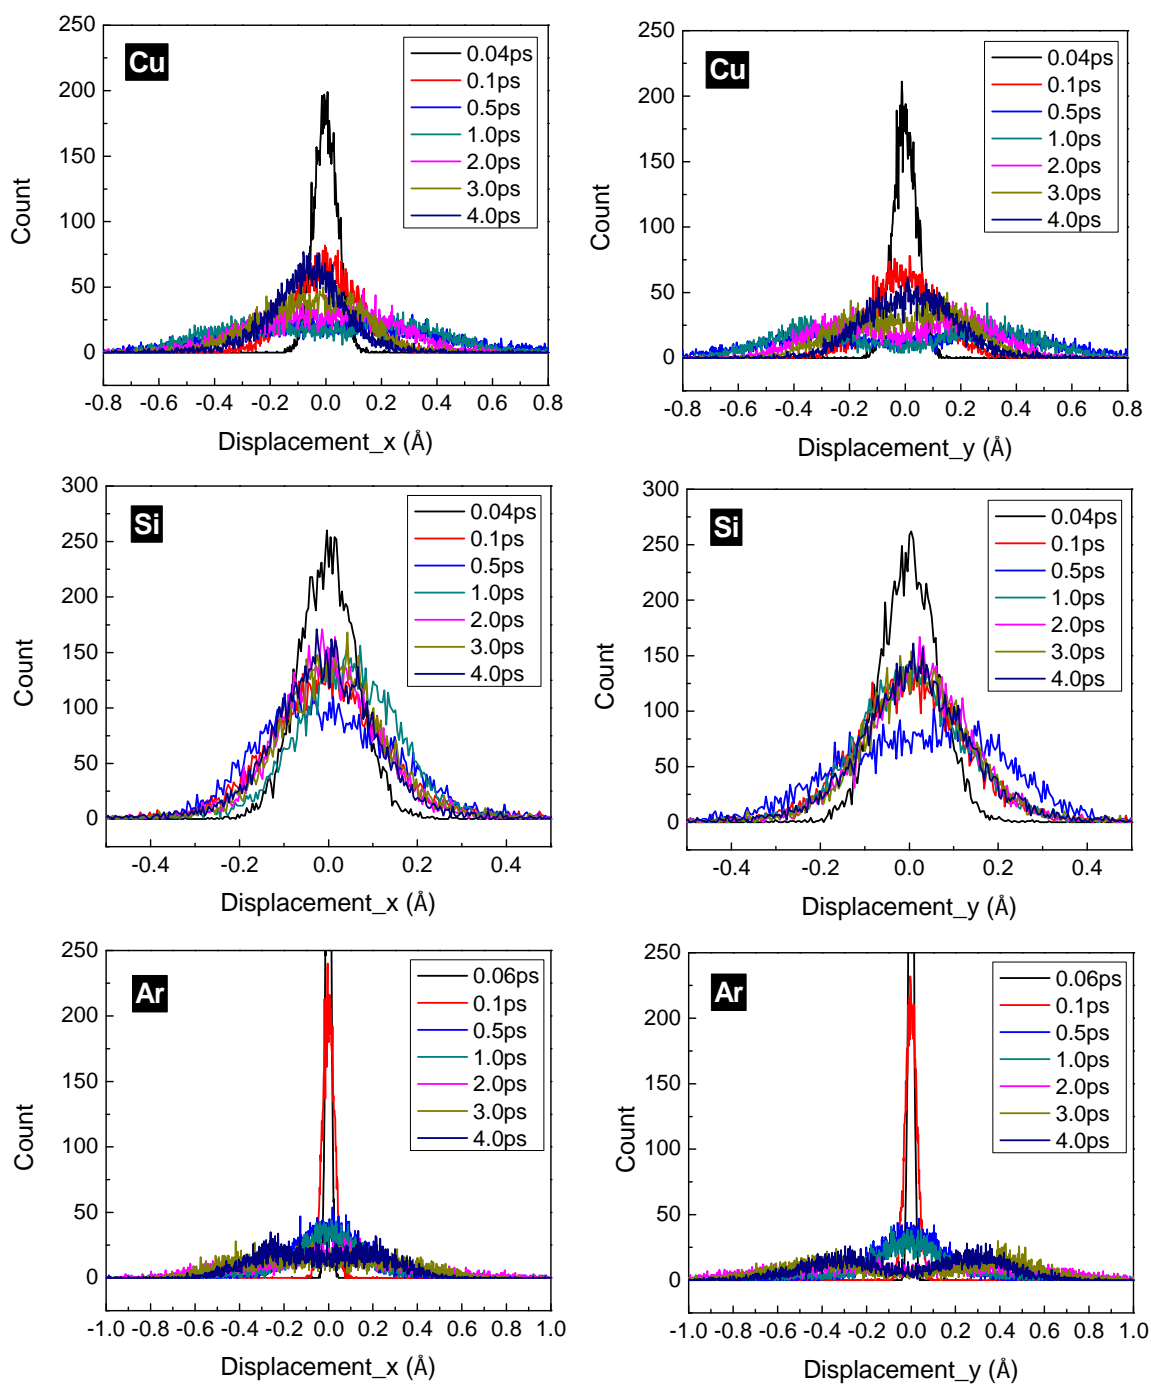 Cu
0.04ps
0.1ps
0.5ps
1.0ps
2.0ps
3.0ps
4.0ps
250
200
150
100
50
0
Count
-0.8 -0.6 -0.4 -0.2 0.0 0.2 0.4 0.6 0.8
Displacement_x (Å)
Cu
0.04ps
0.1ps
0.5ps
1.0ps
2.0ps
3.0ps
4.0ps
250
200
150
100
50
0
Count
-0.8 -0.6 -0.4 -0.2 0.0 0.2 0.4 0.6 0.8
Displacement_y (Å)
Si
0.04ps
0.1ps
0.5ps
1.0ps
2.0ps
3.0ps
4.0ps
300
250
200
150
100
50
0
Count
-0.4 -0.2 0.0 0.2 0.4
Displacement_x (Å)
Si
0.04ps
0.1ps
0.5ps
1.0ps
2.0ps
3.0ps
4.0ps
300
250
200
150
100
50
0
Count
-0.4 -0.2 0.0 0.2 0.4
Displacement_y (Å)
Ar
0.06ps
0.1ps
0.5ps
1.0ps
2.0ps
3.0ps
4.0ps
250
200
150
100
50
0
Count
-1.0 -0.8 -0.6 -0.4 -0.2 0.0 0.2 0.4 0.6 0.8 1.0
Displacement_x (Å)
Ar
0.06ps
0.1ps
0.5ps
1.0ps
2.0ps
3.0ps
4.0ps
250
200
150
100
50
0
Count
-1.0 -0.8 -0.6 -0.4 -0.2 0.0 0.2 0.4 0.6 0.8 1.0
Displacement_y (Å)